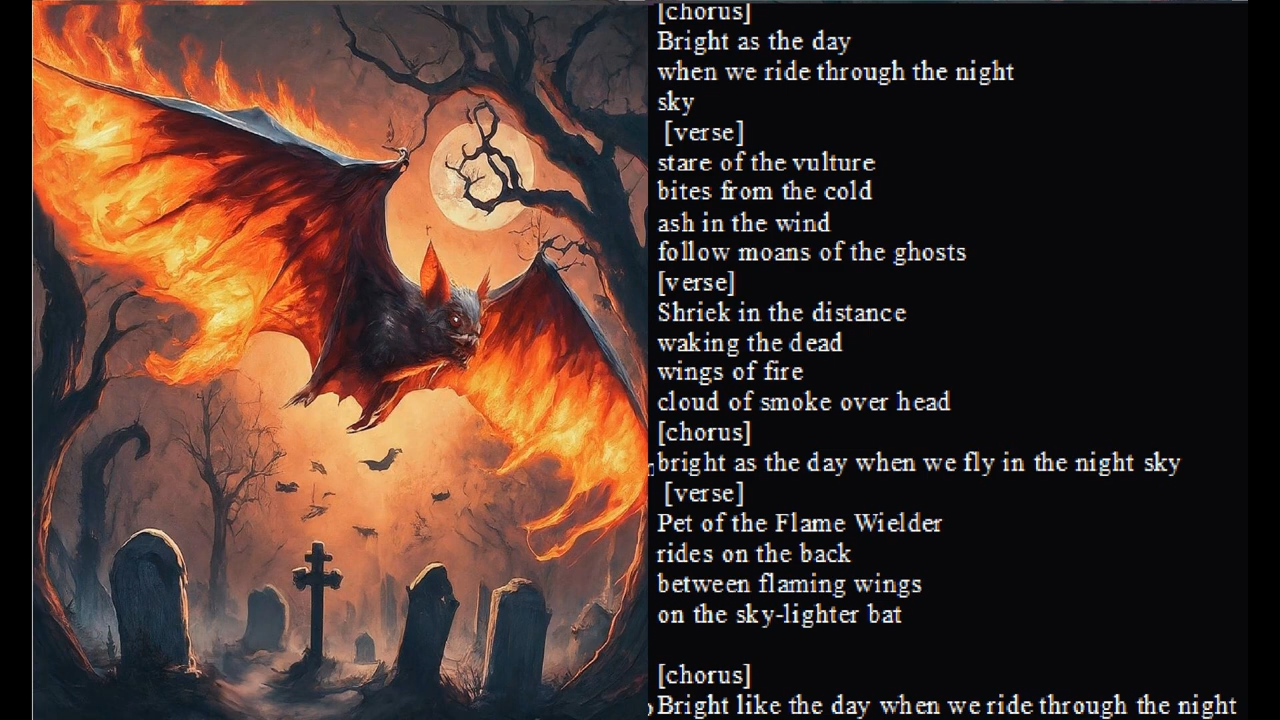 [chorus]
Bright as the day
when we ride through the night
sky
[verse]
stare of the vulture
bites from the cold
ash in the wind
follow moans of the ghosts
[verse]
Shriek in the distance
waking the dead
wings of fire
cloud of smoke over head
[chorus]
bright as the day when we fly in the night sky
[verse]
Pet of the Flame Wielder
rides on the back
between flaming wings
on the sky-lighter bat
[chorus]
Bright like the day when we ride through the night